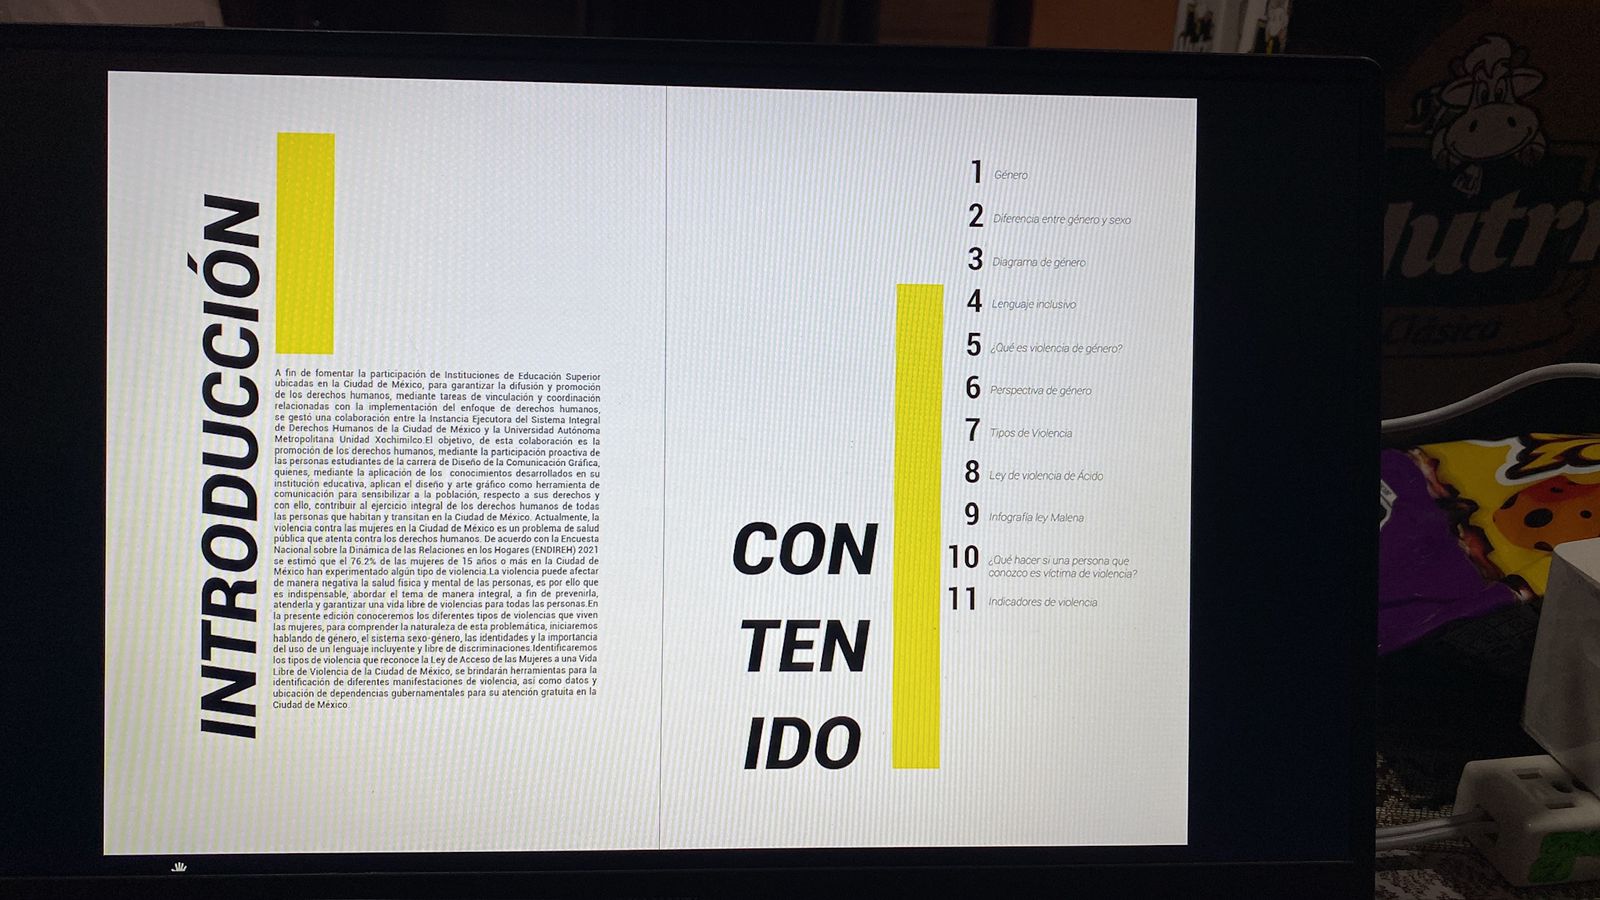 INTRODUCCIÓN
A fin de fomentar la participación de Instituciones de Educación Superior
ubicadas en la Ciudad de México, para garantizar la difusión y promoción
de los derechos humanos, mediante tareas de vinculación y coordinación
relacionadas con la implementación del enfoque de derechos humanos,
se gestó una colaboración entre la Instancia Ejecutora del Sistema Integral
de Derechos Humanos de la Ciudad de México y la Universidad Autónoma
Metropolitana Unidad Xochimilco.El objetivo, de esta colaboración es la
promoción de los derechos humanos, mediante la participación proactiva de
las personas estudiantes de la carrera de Diseño de la Comunicación Gráfica,
quienes, mediante la aplicación de los conocimientos desarrollados en su
institución educativa, aplican el diseño y arte gráfico como herramienta de
comunicación para sensibilizar a la población, respecto a sus derechos y
con ello, contribuir al ejercicio integral de los derechos humanos de todas
las personas que habitan y transitan en la Ciudad de México. Actualmente, la
violencia contra las mujeres en la Ciudad de México es un problema de salud
pública que atenta contra los derechos humanos. De acuerdo con la Encuesta
Nacional sobre la Dinámica de las Relaciones en los Hogares (ENDIREH) 2021
se estimó que el 76.2% de las mujeres de 15 años o más en la Ciudad de
México han experimentado algún tipo de violencia.La violencia puede afectar
de manera negativa la salud física y mental de las personas, es por ello que
es indispensable, abordar el tema de manera integral, a fin de prevenirla,
atenderla y garantizar una vida libre de violencias para todas las personas.En
la presente edición conoceremos los diferentes tipos de violencias que viven
las mujeres, para comprender la naturaleza de esta problemática, iniciaremos
hablando de género, el sistema sexo-género, las identidades y la importancia
del uso de un lenguaje incluyente y libre de discriminaciones.Identificaremos
los tipos de violencia que reconoce la Ley de Acceso de las Mujeres a una Vida
Libre de Violencia de la Ciudad de México, se brindarán herramientas para la
identificación de diferentes manifestaciones de violencia, así como datos y
ubicación de dependencias gubernamentales para su atención gratuita en la
Ciudad de México.
CON
TEN
IDO
1 Género
2 Diferencia entre género y sexo
3 Diagrama de género
4 Lenguaje inclusivo
5 ¿Qué es violencia de género?
6 Perspectiva de género
7 Tipos de Violencia
8 Ley de violencia de Ácido
9 Infografía ley Malena
10 ¿Qué hacer si una persona que
conozco es víctima de violencia?
11 Indicadores de violencia
Nutri
Clásico